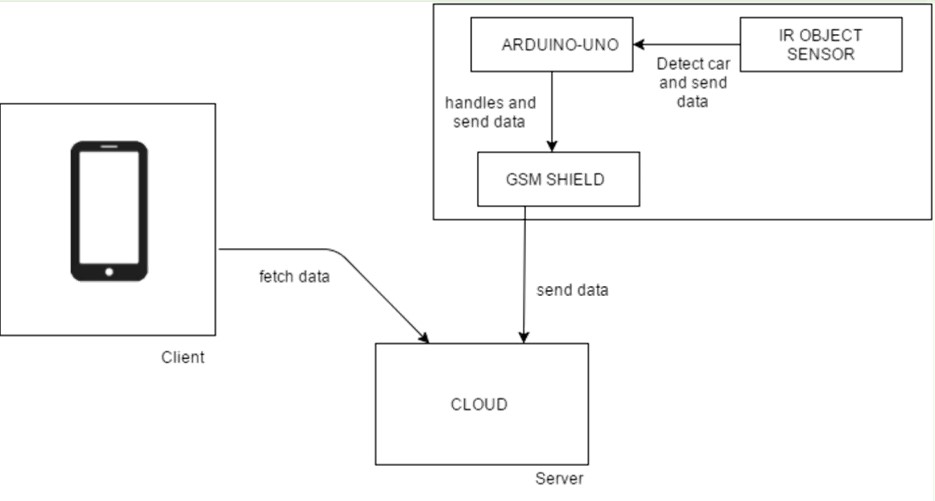 ARDUINO-UNO
IR OBJECT
SENSOR
Detect car
and send
data
handles and
send data
GSM SHIELD
fetch data
send data
Client
CLOUD
Server